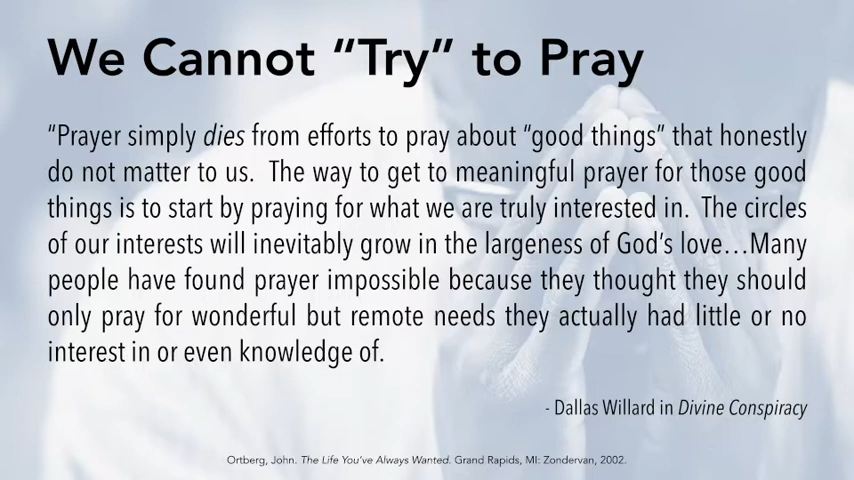 We Cannot “Try” to Pray
“Prayer simply dies from efforts to pray about “good things” that honestly
do not matter to us.  The way to get to meaningful prayer for those good
things is to start by praying for what we are truly interested in.  The circles
of our interests will inevitably grow in the largeness of God’s love…Many
people have found prayer impossible because they thought they should
only pray for wonderful but remote needs they actually had little or no
interest in or even knowledge of.
- Dallas Willard in Divine Conspiracy
Ortberg, John. The Life You’ve Always Wanted. Grand Rapids, MI: Zondervan, 2002.